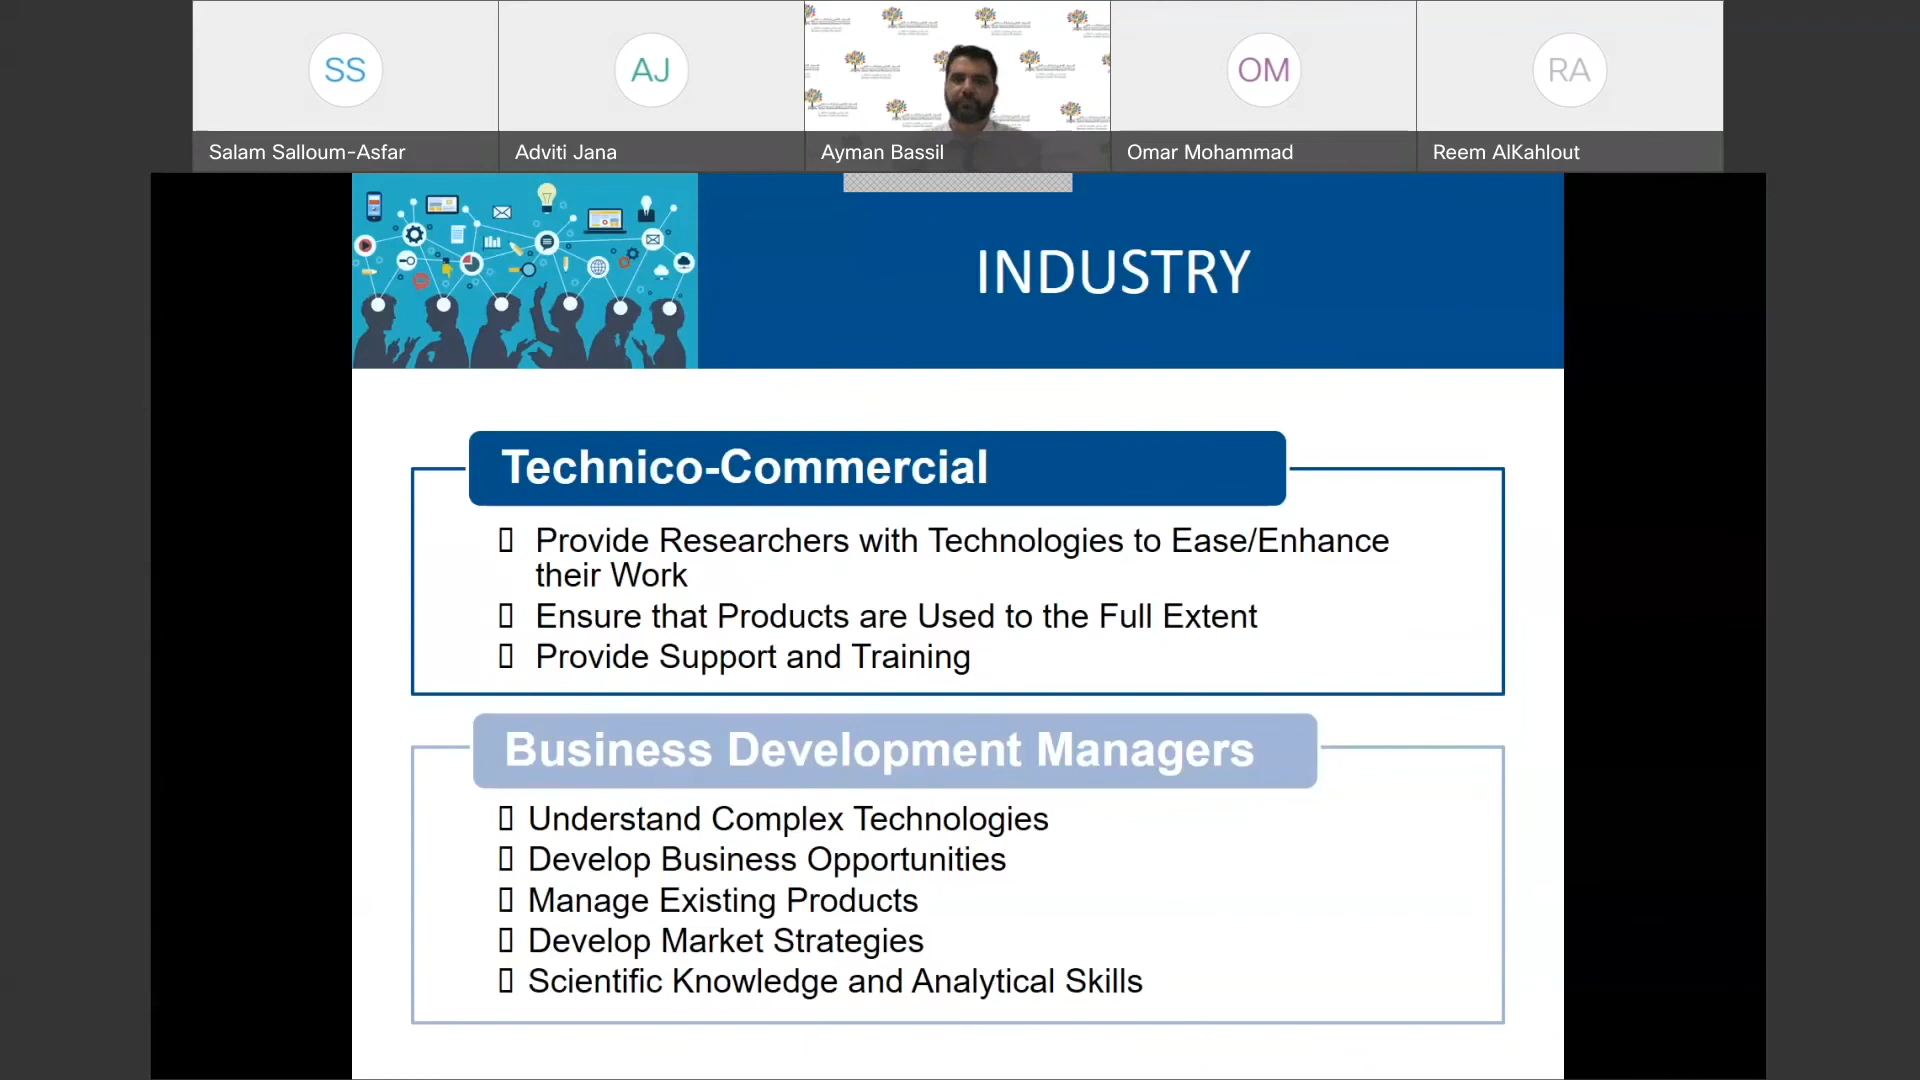 SS
AJ
OM
RA
Salam Salloum-Asfar
Adviti Jana
Ayman Bassil
Omar Mohammad
Reem AlKahlout
INDUSTRY
Technico-Commercial
Provide Researchers with Technologies to Ease/Enhance
their Work
Ensure that Products are Used to the Full Extent
Provide Support and Training
Business Development Managers
Understand Complex Technologies
Develop Business Opportunities
Manage Existing Products
Develop Market Strategies
Scientific Knowledge and Analytical Skills